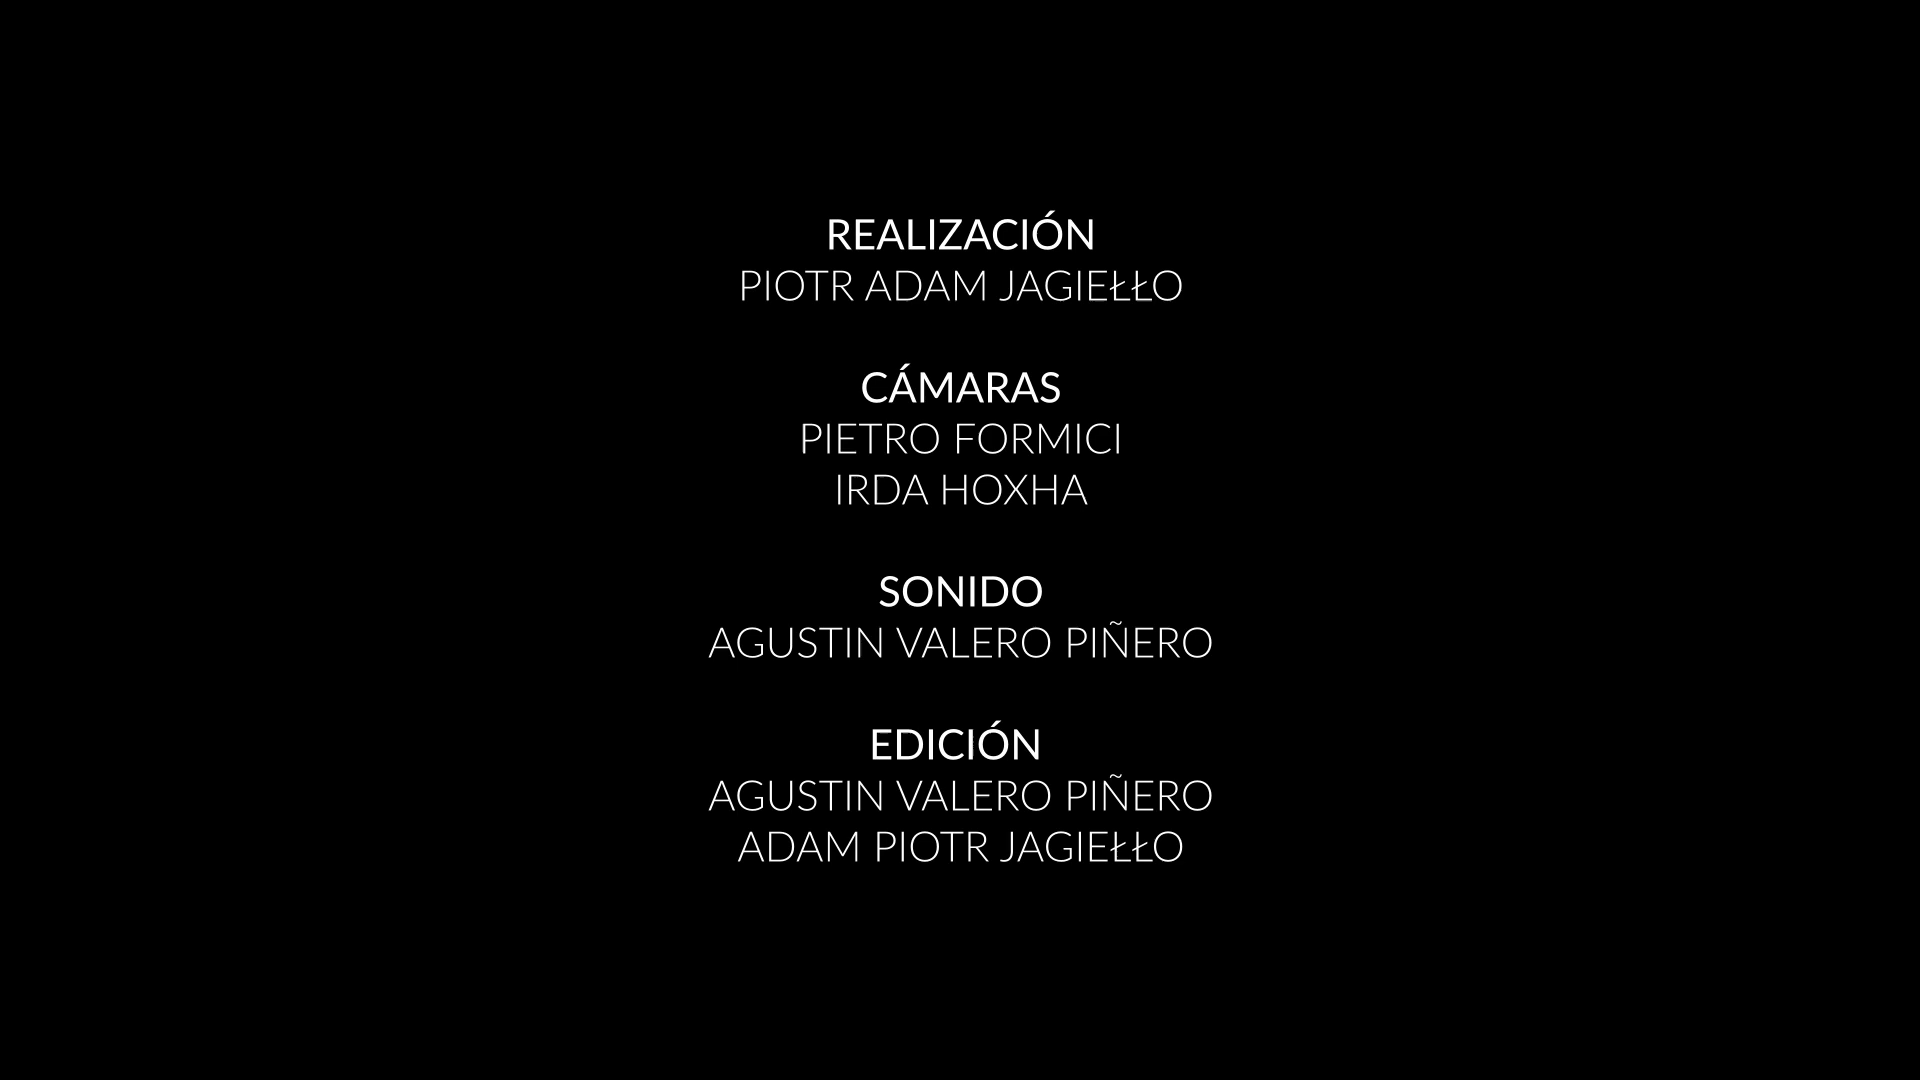 REALIZACIÓN
PIOTR ADAM JAGIEŁŁO
CÁMARAS
PIETRO FORMICI
IRDA HOXHA
SONIDO
AGUSTIN VALERO PIÑERO
EDICIÓN
AGUSTIN VALERO PIÑERO
ADAM PIOTR JAGIEŁŁO